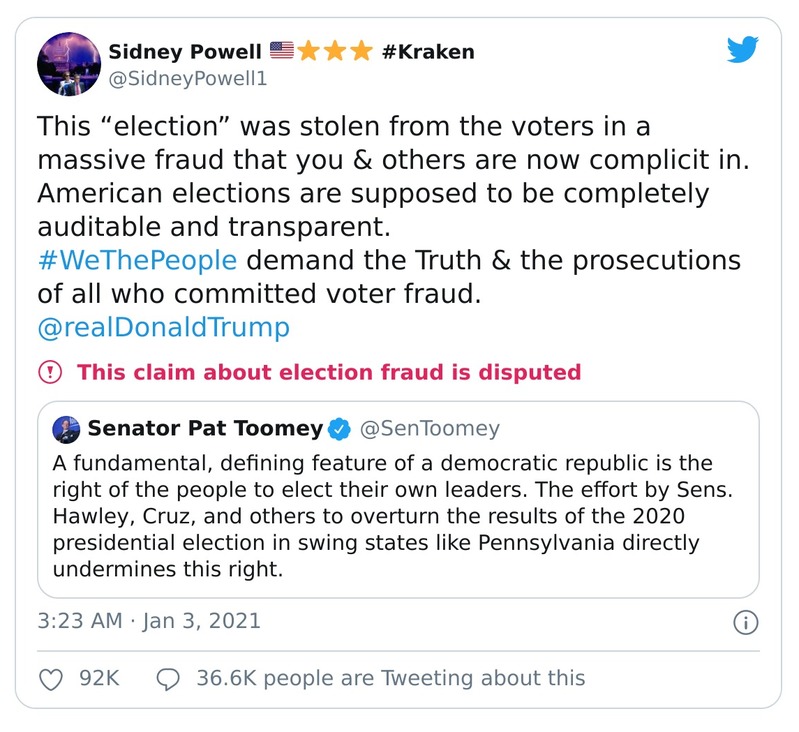 Sidney Powell 🇺🇸⭐⭐⭐ #Kraken
@SidneyPowell1
This “election” was stolen from the voters in a
massive fraud that you & others are now complicit in.
American elections are supposed to be completely
auditable and transparent.
#WeThePeople demand the Truth & the prosecutions
of all who committed voter fraud.
@realDonaldTrump
This claim about election fraud is disputed
Senator Pat Toomey @SenToomey
A fundamental, defining feature of a democratic republic is the
right of the people to elect their own leaders. The effort by Sens.
Hawley, Cruz, and others to overturn the results of the 2020
presidential election in swing states like Pennsylvania directly
undermines this right.
3:23 AM · Jan 3, 2021
92K 36.6K people are Tweeting about this